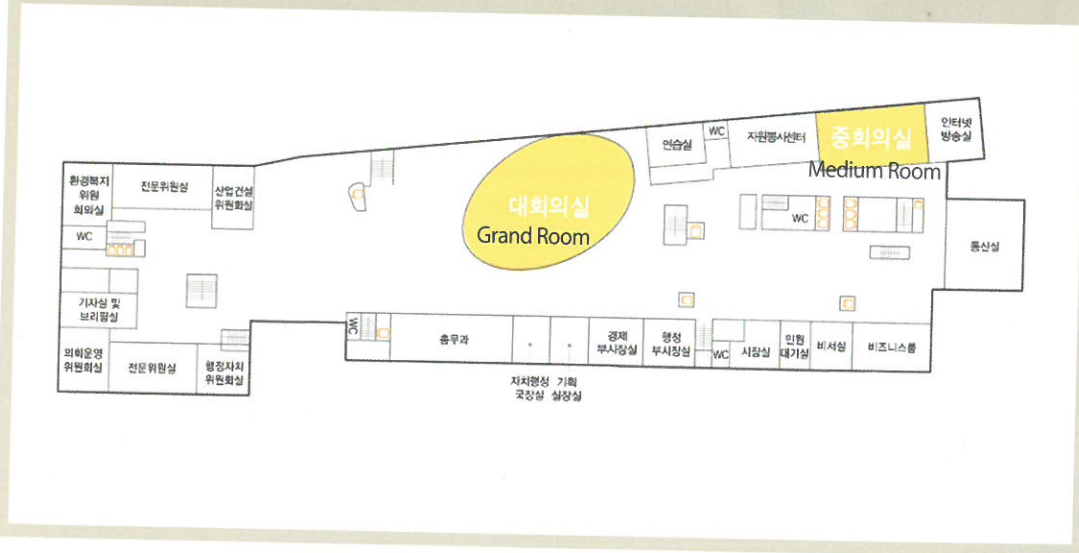 환경복지
위원
회의실
전문위원실
산업건설
위원회실
WC
기자실 및
브리핑실
의회운영
위원회실
전문위원실
행정자치
위원회실
대회의실
Grand Room
연습실
WC
자원봉사센터
중회의실
Medium Room
인터넷
방송실
WC
통신실
WC
총무과
자치행정
국장실
기획
실장실
경제
부시장실
행정
부시장실
WC
시장실
민원
대기실
비서실
비즈니스룸